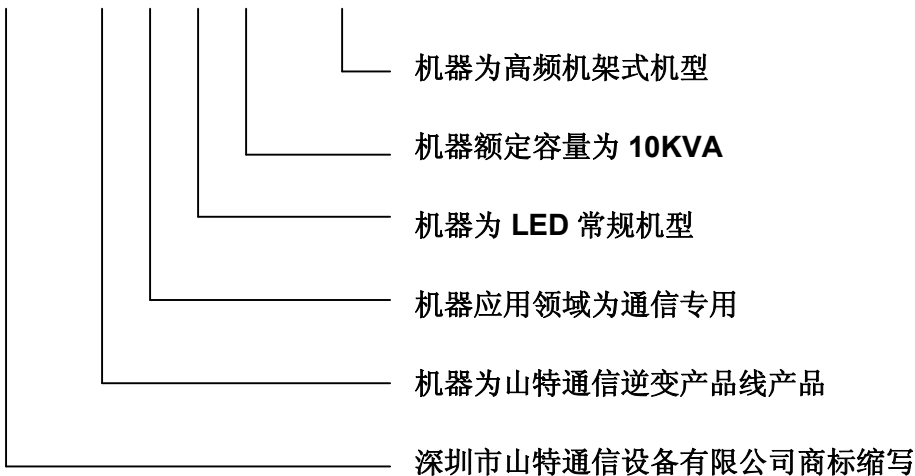 机器为高频机架式机型
机器额定容量为 10KVA
机器为 LED 常规机型
机器应用领域为通信专用
机器为山特通信逆变产品线产品
深圳市山特通信设备有限公司商标缩写